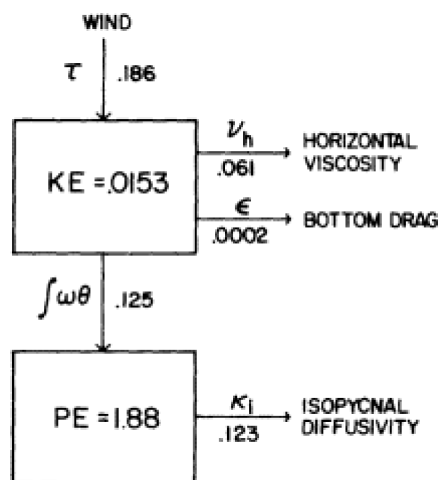 WIND
τ .186
KE = .0153
ν_h
.061
HORIZONTAL
VISCOSITY
ϵ
.0002
BOTTOM DRAG
∫ωθ .125
PE = 1.88
κ_i
.123
ISOPYCNAL
DIFFUSIVITY